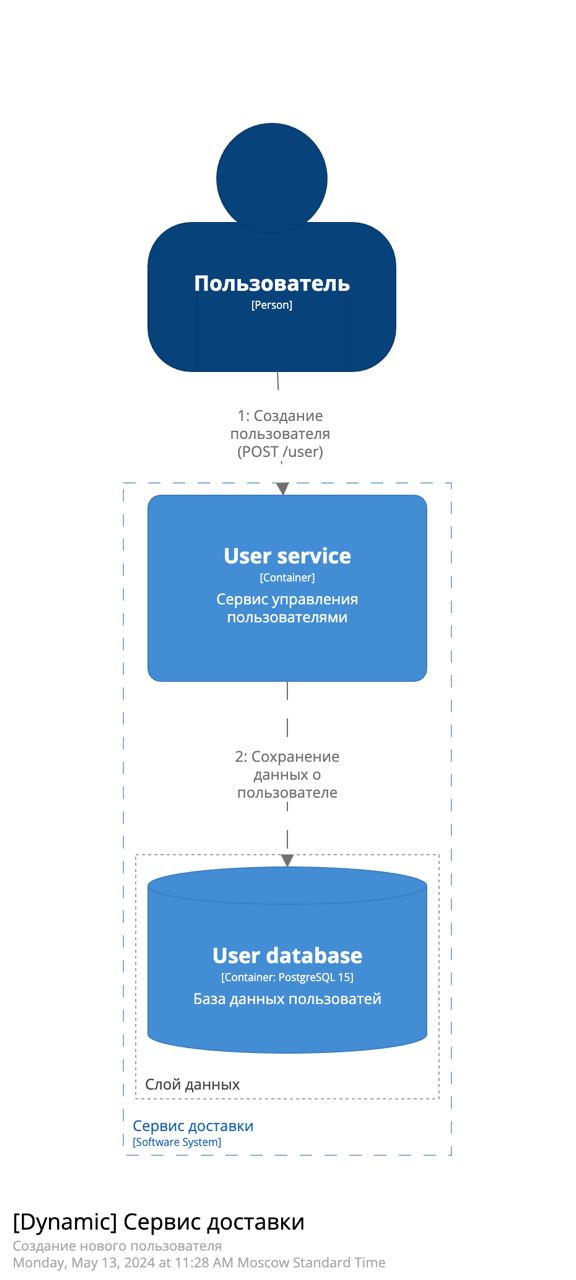 Пользователь
[Person]
1: Создание
пользователя
(POST /user)
User service
[Container]
Сервис управления
пользователями
2: Сохранение
данных о
пользователе
User database
[Container: PostgreSQL 15]
База данных пользоватей
Слой данных
Сервис доставки
[Software System]
[Dynamic] Сервис доставки
Создание нового пользователя
Monday, May 13, 2024 at 11:28 AM Moscow Standard Time